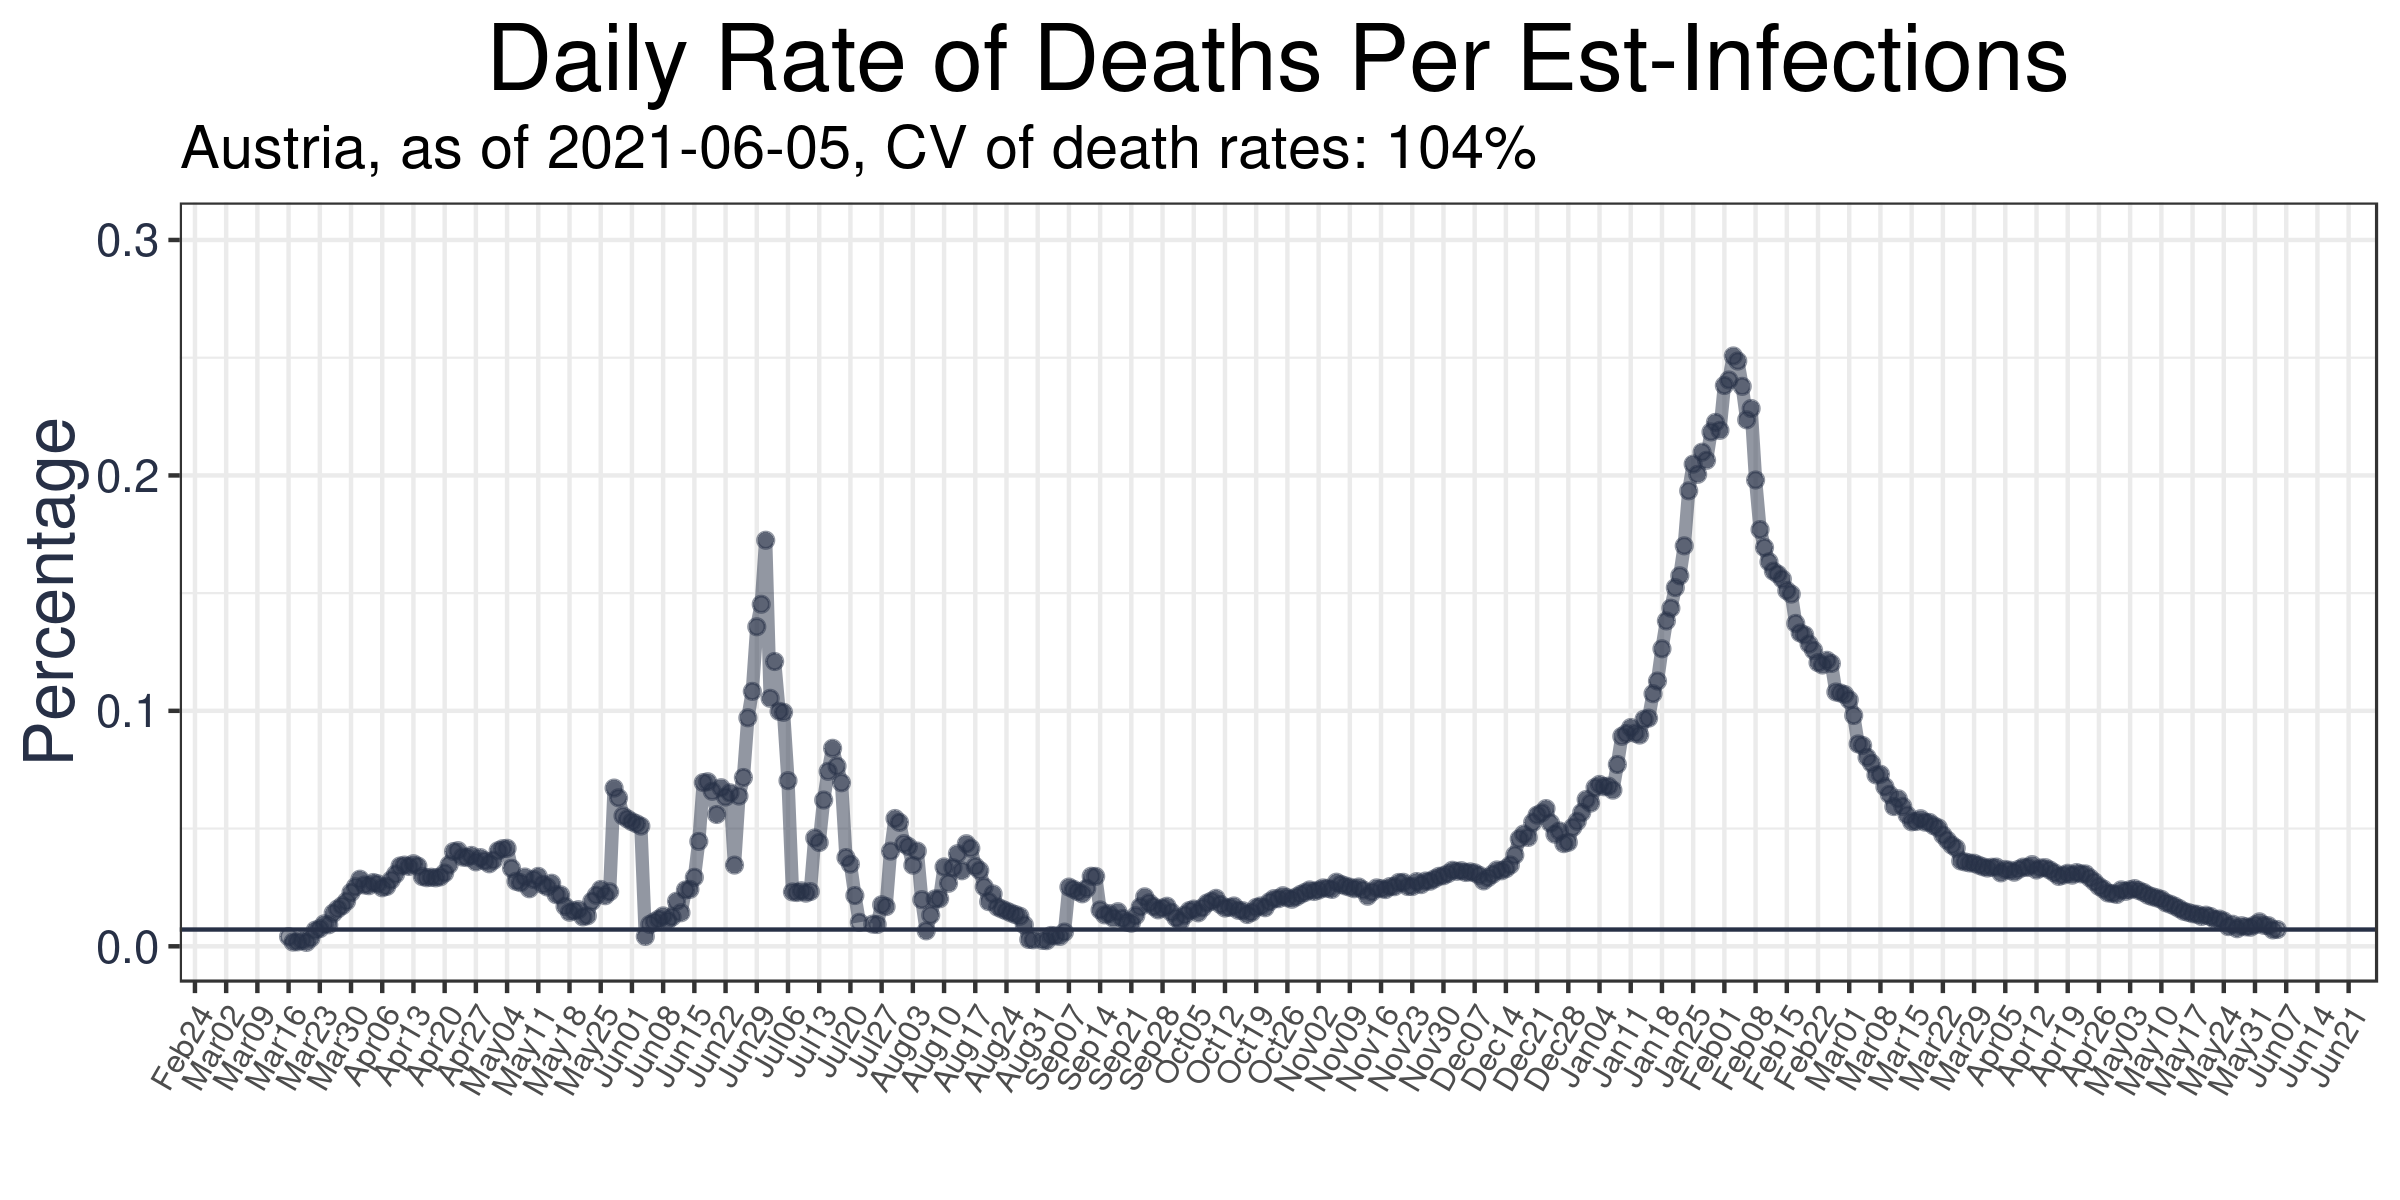 Daily Rate of Deaths Per Est-Infections
Austria, as of 2021-06-05, CV of death rates: 104%
Percentage
0.3
0.2
0.1
0.0
Feb24
Mar02
Mar09
Mar16
Mar23
Mar30
Apr06
Apr13
Apr20
Apr27
May04
May11
May18
May25
Jun01
Jun08
Jun15
Jun22
Jun29
Jul06
Jul13
Jul20
Jul27
Aug03
Aug10
Aug17
Aug24
Aug31
Sep07
Sep14
Sep21
Sep28
Oct05
Oct12
Oct19
Oct26
Nov02
Nov09
Nov16
Nov23
Nov30
Dec07
Dec14
Dec21
Dec28
Jan04
Jan11
Jan18
Jan25
Feb01
Feb08
Feb15
Feb22
Mar01
Mar08
Mar15
Mar22
Mar29
Apr05
Apr12
Apr19
Apr26
May03
May10
May17
May24
May31
Jun07
Jun14
Jun21